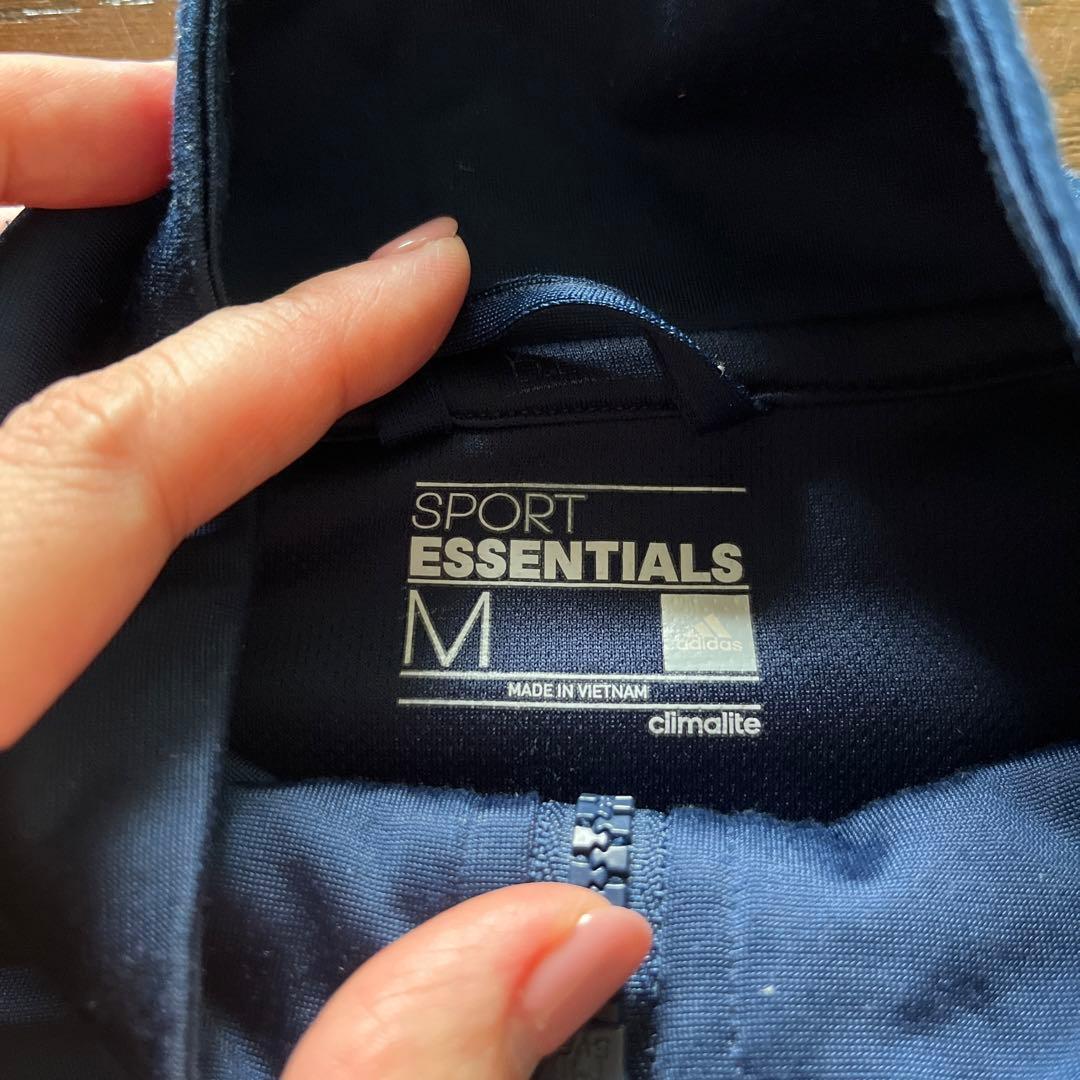 SPORT
ESSENTIALS
M
adidas
MADE IN VIETNAM
climalite